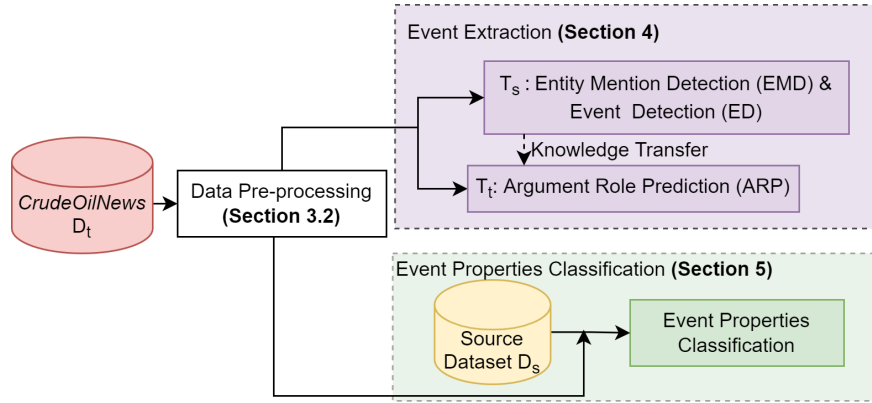 Event Extraction (Section 4)
Tₛ : Entity Mention Detection (EMD) &
Event Detection (ED)
Knowledge Transfer
Tₜ: Argument Role Prediction (ARP)
CrudeOilNews
Dₜ
Data Pre-processing
(Section 3.2)
Event Properties Classification (Section 5)
Source
Dataset Dₛ
Event Properties
Classification